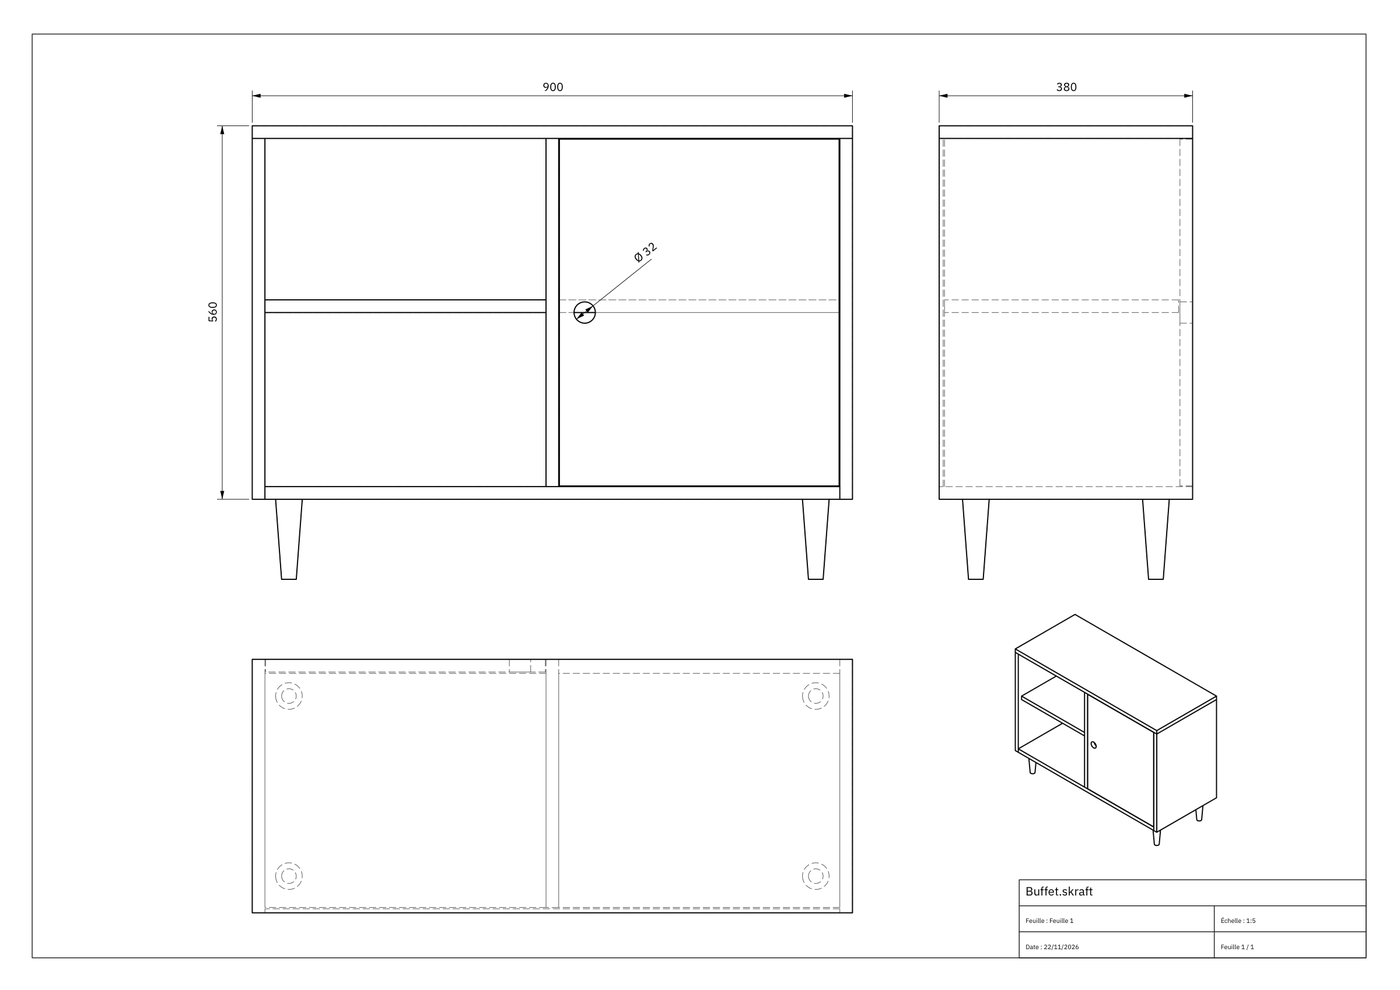 900
380
560
Ø 32
Buffet.skraft
Feuille : Feuille 1
Échelle : 1:5
Date : 22/11/2026
Feuille 1 / 1